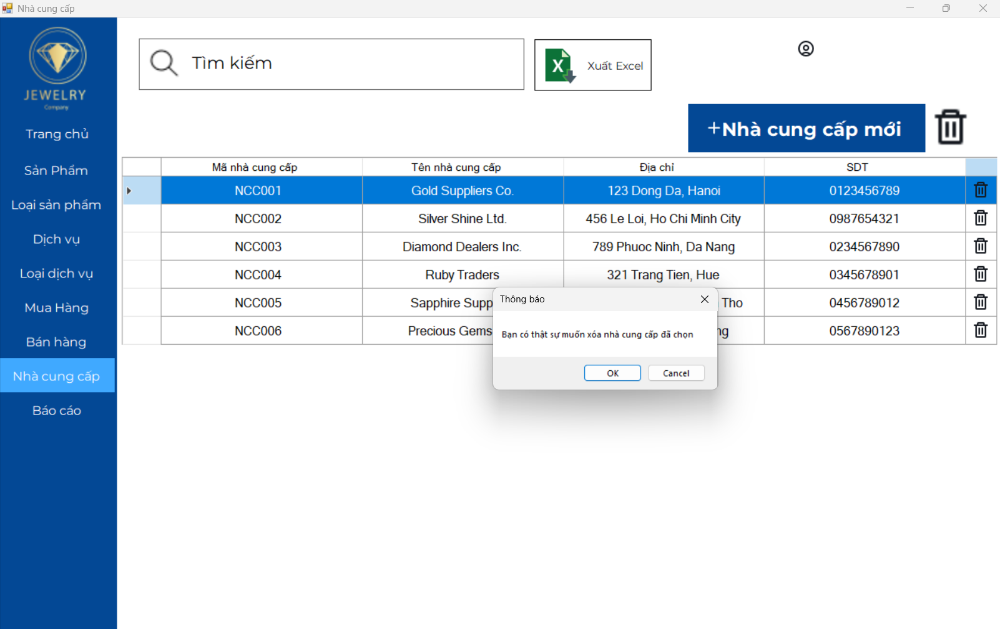 Nhà cung cấp
JEWELRY
Company
Trang chủ
Sản Phẩm
Loại sản phẩm
Dịch vụ
Loại dịch vụ
Mua Hàng
Bán hàng
Nhà cung cấp
Báo cáo
Tìm kiếm
Xuất Excel
+Nhà cung cấp mới
Mã nhà cung cấp Tên nhà cung cấp Địa chỉ SDT
NCC001 Gold Suppliers Co. 123 Dong Da, Hanoi 0123456789
NCC002 Silver Shine Ltd. 456 Le Loi, Ho Chi Minh City 0987654321
NCC003 Diamond Dealers Inc. 789 Phuoc Ninh, Da Nang 0234567890
NCC004 Ruby Traders 321 Trang Tien, Hue 0345678901
NCC005 Sapphire Supp Tho 0456789012
NCC006 Precious Gems 0567890123
Thông báo
Bạn có thật sự muốn xóa nhà cung cấp đã chọn
OK Cancel